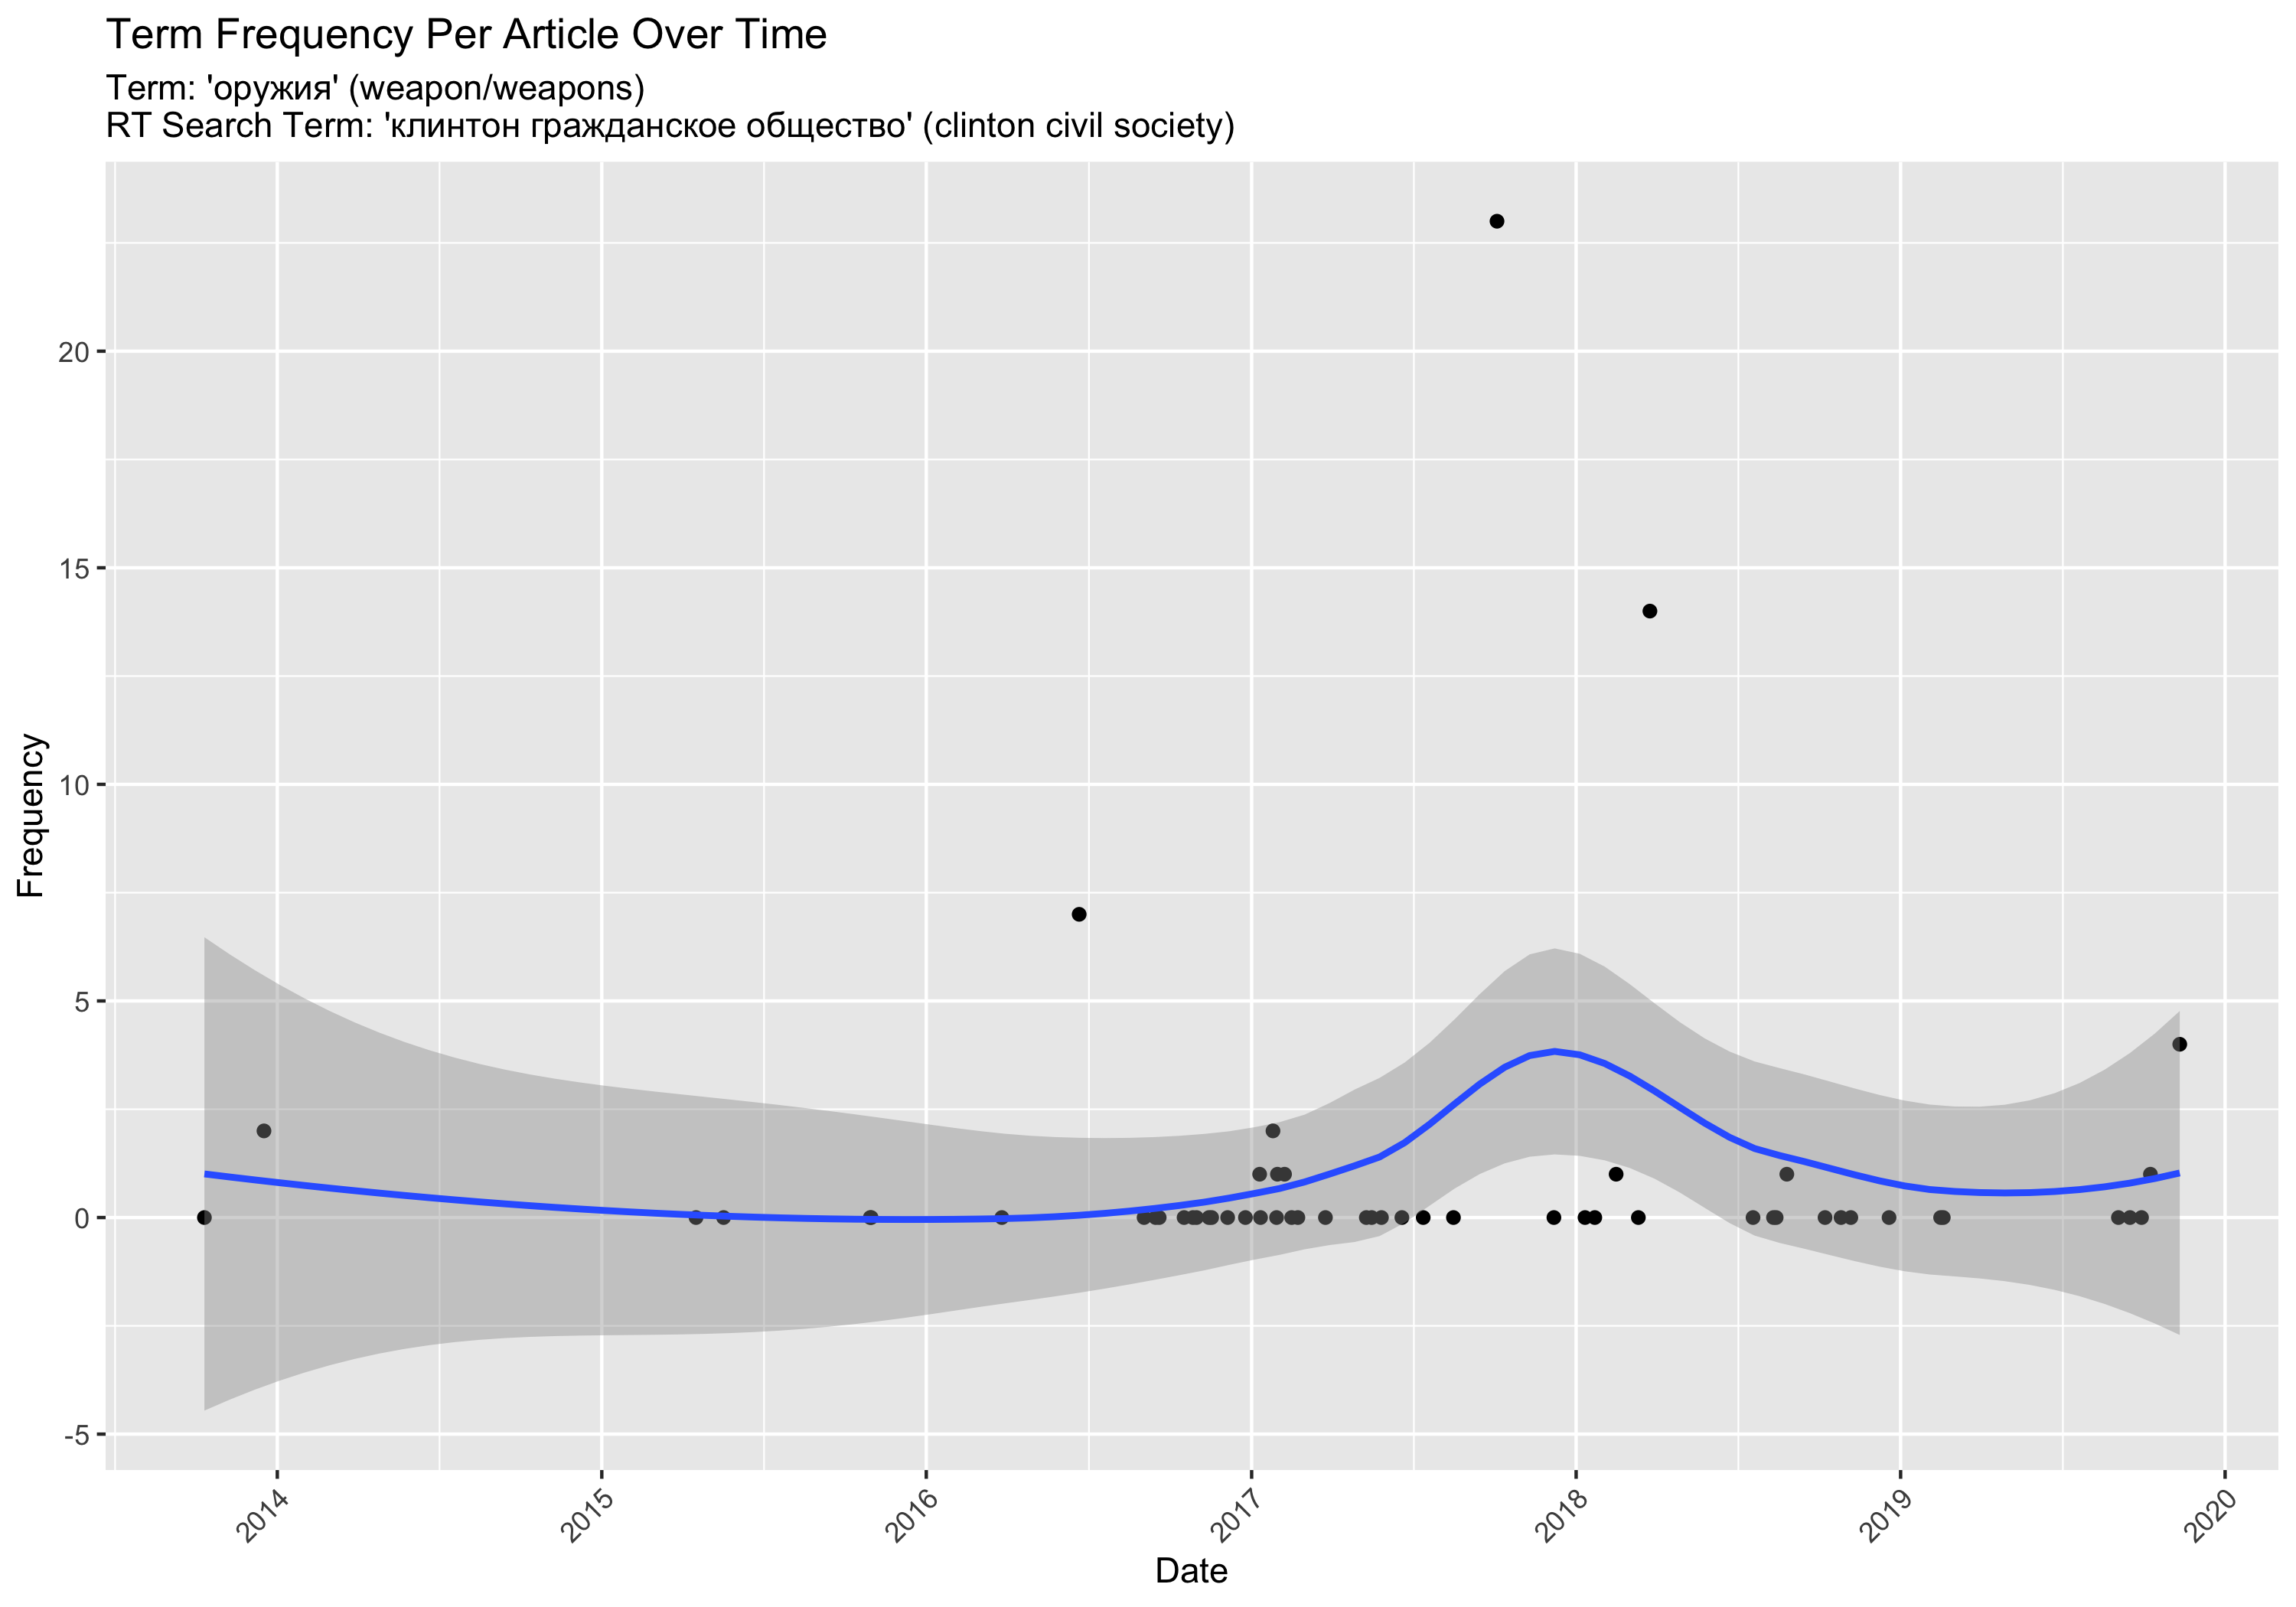 Term Frequency Per Article Over Time
Term: 'оружия' (weapon/weapons)
RT Search Term: 'клинтон гражданское общество' (clinton civil society)
Frequency
20
15
10
5
0
-5
2014
2015
2016
2017
2018
2019
2020
Date